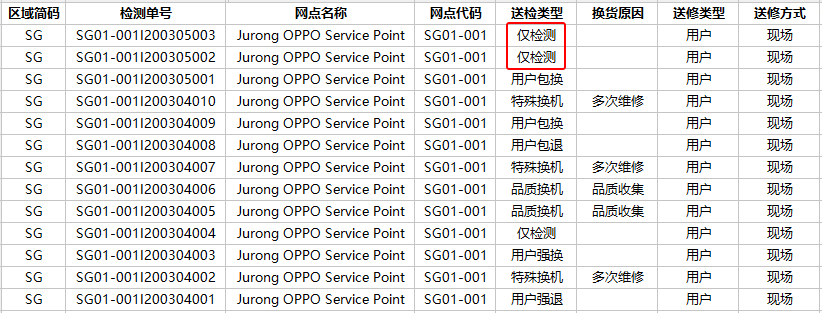 区域简码 检测单号 网点名称 网点代码 送检类型 换货原因 送修类型 送修方式
SG SG01-001I200305003 Jurong OPPO Service Point SG01-001 仅检测 用户 现场
SG SG01-001I200305002 Jurong OPPO Service Point SG01-001 仅检测 用户 现场
SG SG01-001I200305001 Jurong OPPO Service Point SG01-001 用户包换 用户 现场
SG SG01-001I200304010 Jurong OPPO Service Point SG01-001 特殊换机 多次维修 用户 现场
SG SG01-001I200304009 Jurong OPPO Service Point SG01-001 用户包换 用户 现场
SG SG01-001I200304008 Jurong OPPO Service Point SG01-001 用户包退 用户 现场
SG SG01-001I200304007 Jurong OPPO Service Point SG01-001 特殊换机 多次维修 用户 现场
SG SG01-001I200304006 Jurong OPPO Service Point SG01-001 品质换机 品质收集 用户 现场
SG SG01-001I200304005 Jurong OPPO Service Point SG01-001 品质换机 品质收集 用户 现场
SG SG01-001I200304004 Jurong OPPO Service Point SG01-001 仅检测 用户 现场
SG SG01-001I200304003 Jurong OPPO Service Point SG01-001 用户强换 用户 现场
SG SG01-001I200304002 Jurong OPPO Service Point SG01-001 特殊换机 多次维修 用户 现场
SG SG01-001I200304001 Jurong OPPO Service Point SG01-001 用户强退 用户 现场